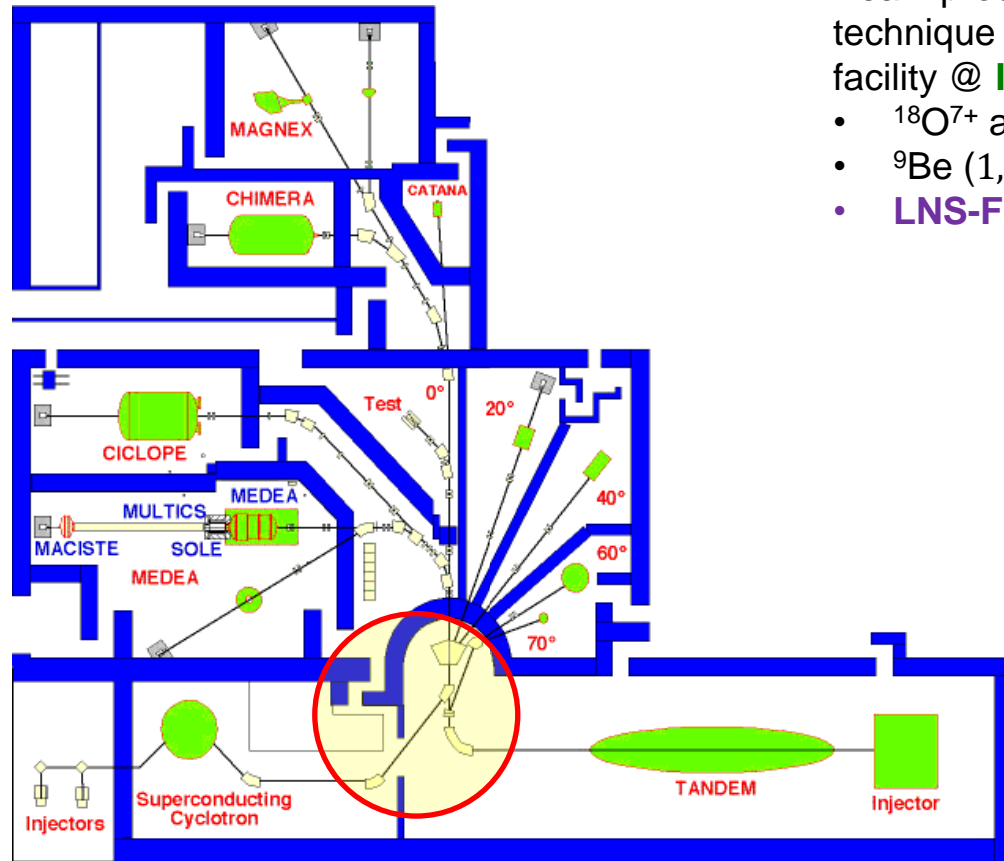 technique
facility @
• ¹⁸O⁷⁺
• ⁹Be (1,
• LNS-F
MAGNEX
CATANA
CHIMERA
0°
20°
Test
40°
CICLOPE
MEDEA
MULTICS
60°
MACISTE
SOLE
MEDEA
70°
TANDEM
Superconducting
Cyclotron
Injector
Injectors